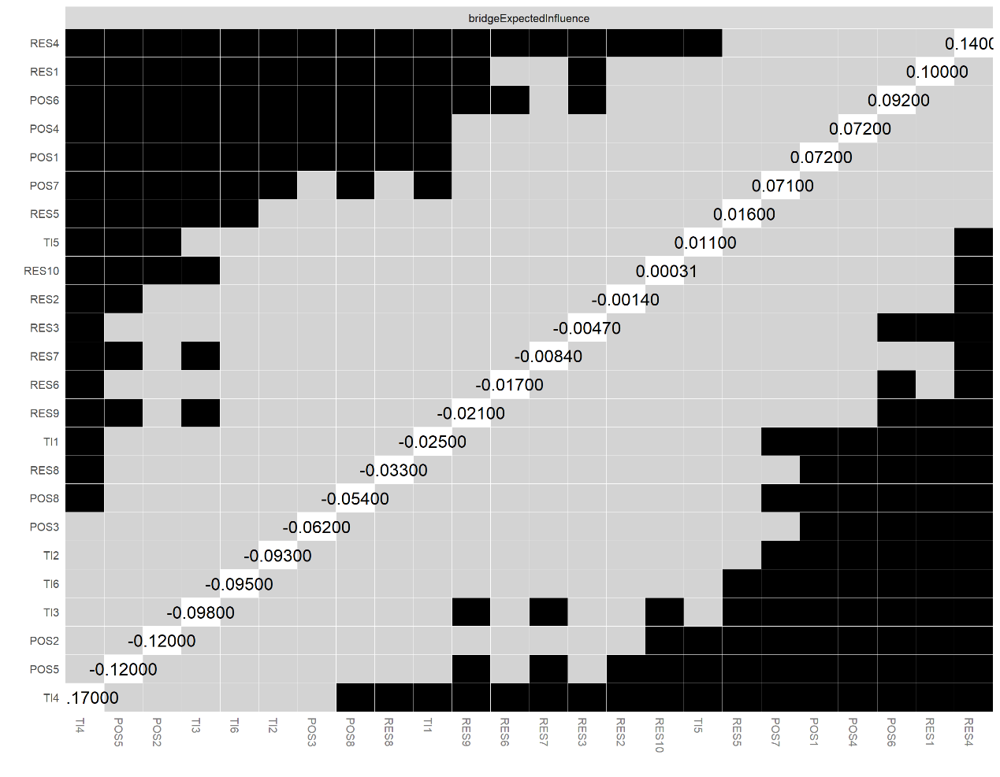 bridgeExpectedInfluence
RES4 0.1400
RES1 0.10000
POS6 0.09200
POS4 0.07200
POS1 0.07200
POS7 0.07100
RES5 0.01600
TI5 0.01100
RES10 0.00031
RES2 -0.00140
RES3 -0.00470
RES7 -0.00840
RES6 -0.01700
RES9 -0.02100
TI1 -0.02500
RES8 -0.03300
POS8 -0.05400
POS3 -0.06200
TI2 -0.09300
TI6 -0.09500
TI3 -0.09800
POS2 -0.12000
POS5 -0.12000
TI4 .17000
TI4 POS5 POS2 TI3 TI6 TI2 POS3 POS8 RES8 TI1 RES9 RES6 RES7 RES3 RES2 RES10 TI5 RES5 POS7 POS1 POS4 POS6 RES1 RES4